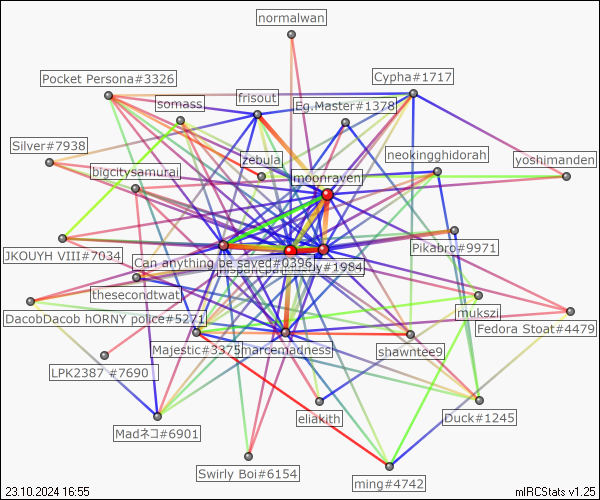 normalwan
Pocket Persona#3326
Cypha#1717
somass
frisout
Eg.Master#1378
Silver#7938
zebula
neokingghidorah
yoshimanden
bigcitysamurai
moonravenj
JKOUYH VIII#7034
Pikabro#9971
Can anything be saved#0396
#1984
thesecondtwat
mukszi
DacobDacob hORNY police#5271
Fedora Stoat#4479
Majestic#3375
marcemadness
shawntee9
LPK2387 #7690
eliakith
Duck#1245
Madネコ#6901
Swirly Boi#6154
ming#4742
23.10.2024 16:55
mIRCStats v1.25